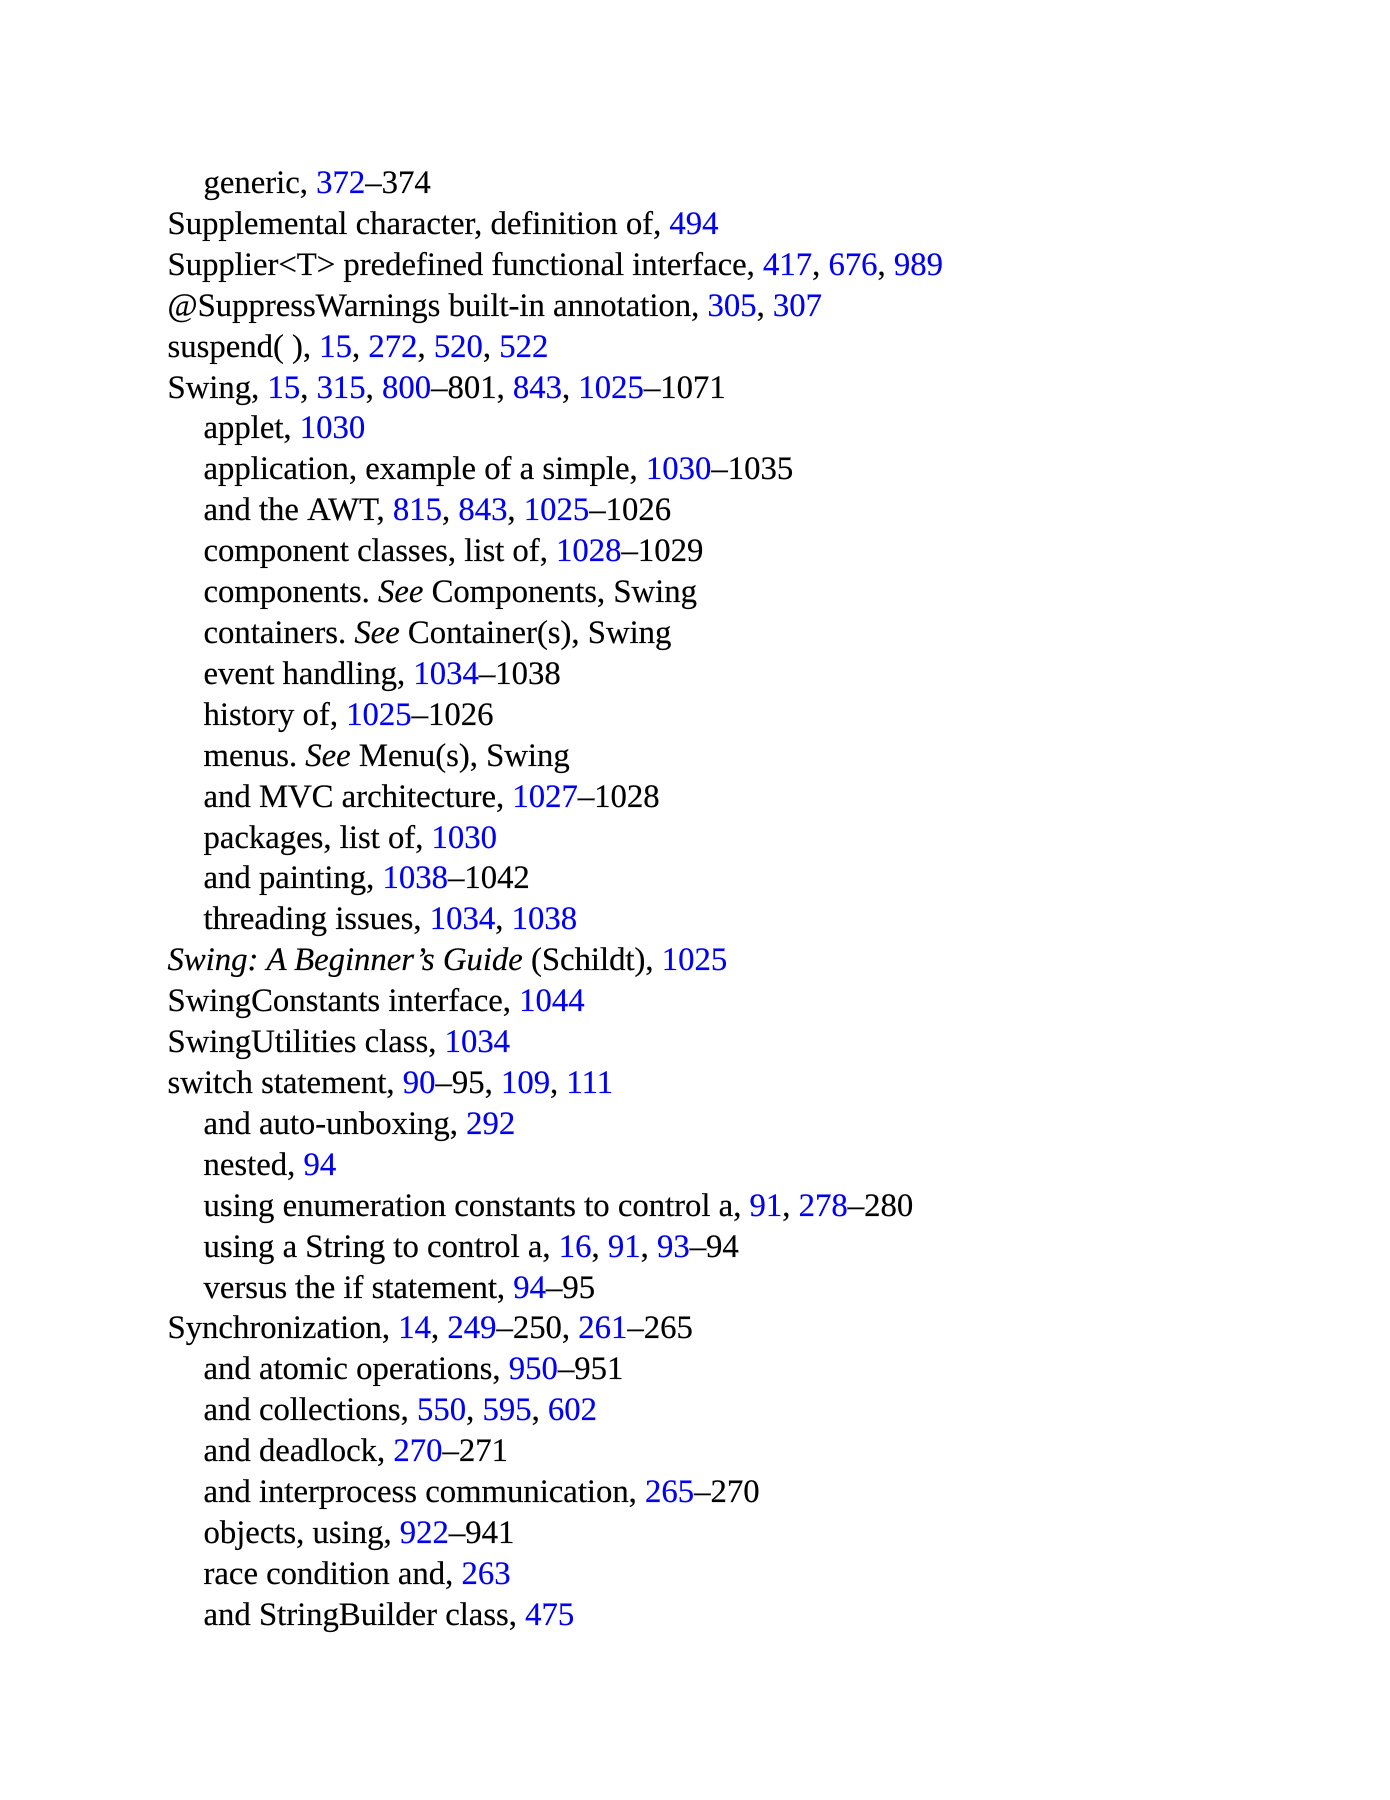 generic, 372–374
Supplemental character, definition of, 494
Supplier<T> predefined functional interface, 417, 676, 989
@SuppressWarnings built-in annotation, 305, 307
suspend( ), 15, 272, 520, 522
Swing, 15, 315, 800–801, 843, 1025–1071
applet, 1030
application, example of a simple, 1030–1035
and the AWT, 815, 843, 1025–1026
component classes, list of, 1028–1029
components. See Components, Swing
containers. See Container(s), Swing
event handling, 1034–1038
history of, 1025–1026
menus. See Menu(s), Swing
and MVC architecture, 1027–1028
packages, list of, 1030
and painting, 1038–1042
threading issues, 1034, 1038
Swing: A Beginner’s Guide (Schildt), 1025
SwingConstants interface, 1044
SwingUtilities class, 1034
switch statement, 90–95, 109, 111
and auto-unboxing, 292
nested, 94
using enumeration constants to control a, 91, 278–280
using a String to control a, 16, 91, 93–94
versus the if statement, 94–95
Synchronization, 14, 249–250, 261–265
and atomic operations, 950–951
and collections, 550, 595, 602
and deadlock, 270–271
and interprocess communication, 265–270
objects, using, 922–941
race condition and, 263
and StringBuilder class, 475